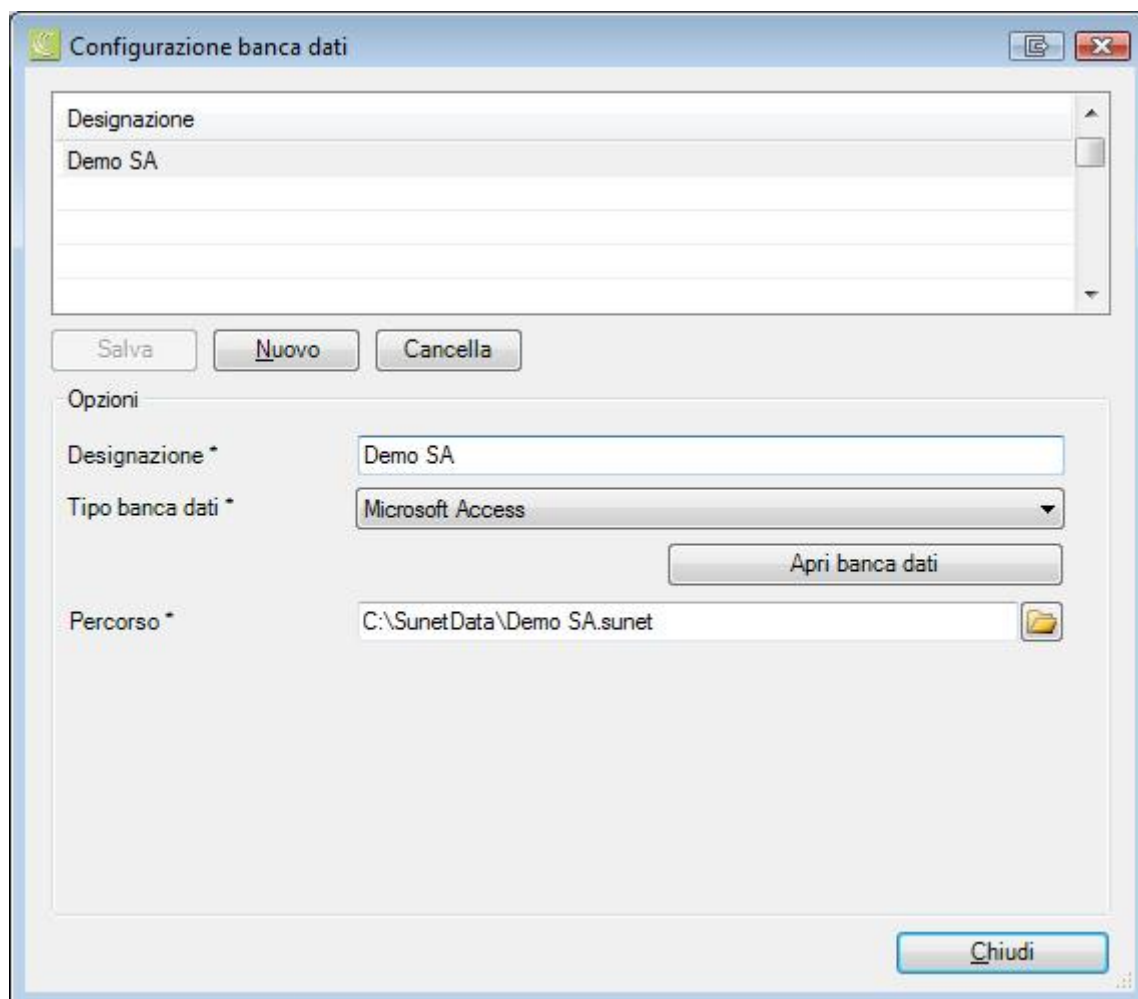 Configurazione banca dati
Designazione
Demo SA
Salva Nuovo Cancella
Opzioni
Designazione * Demo SA
Tipo banca dati * Microsoft Access
Apri banca dati
Percorso * C:\SunetData\Demo SA.sunet
Chiudi